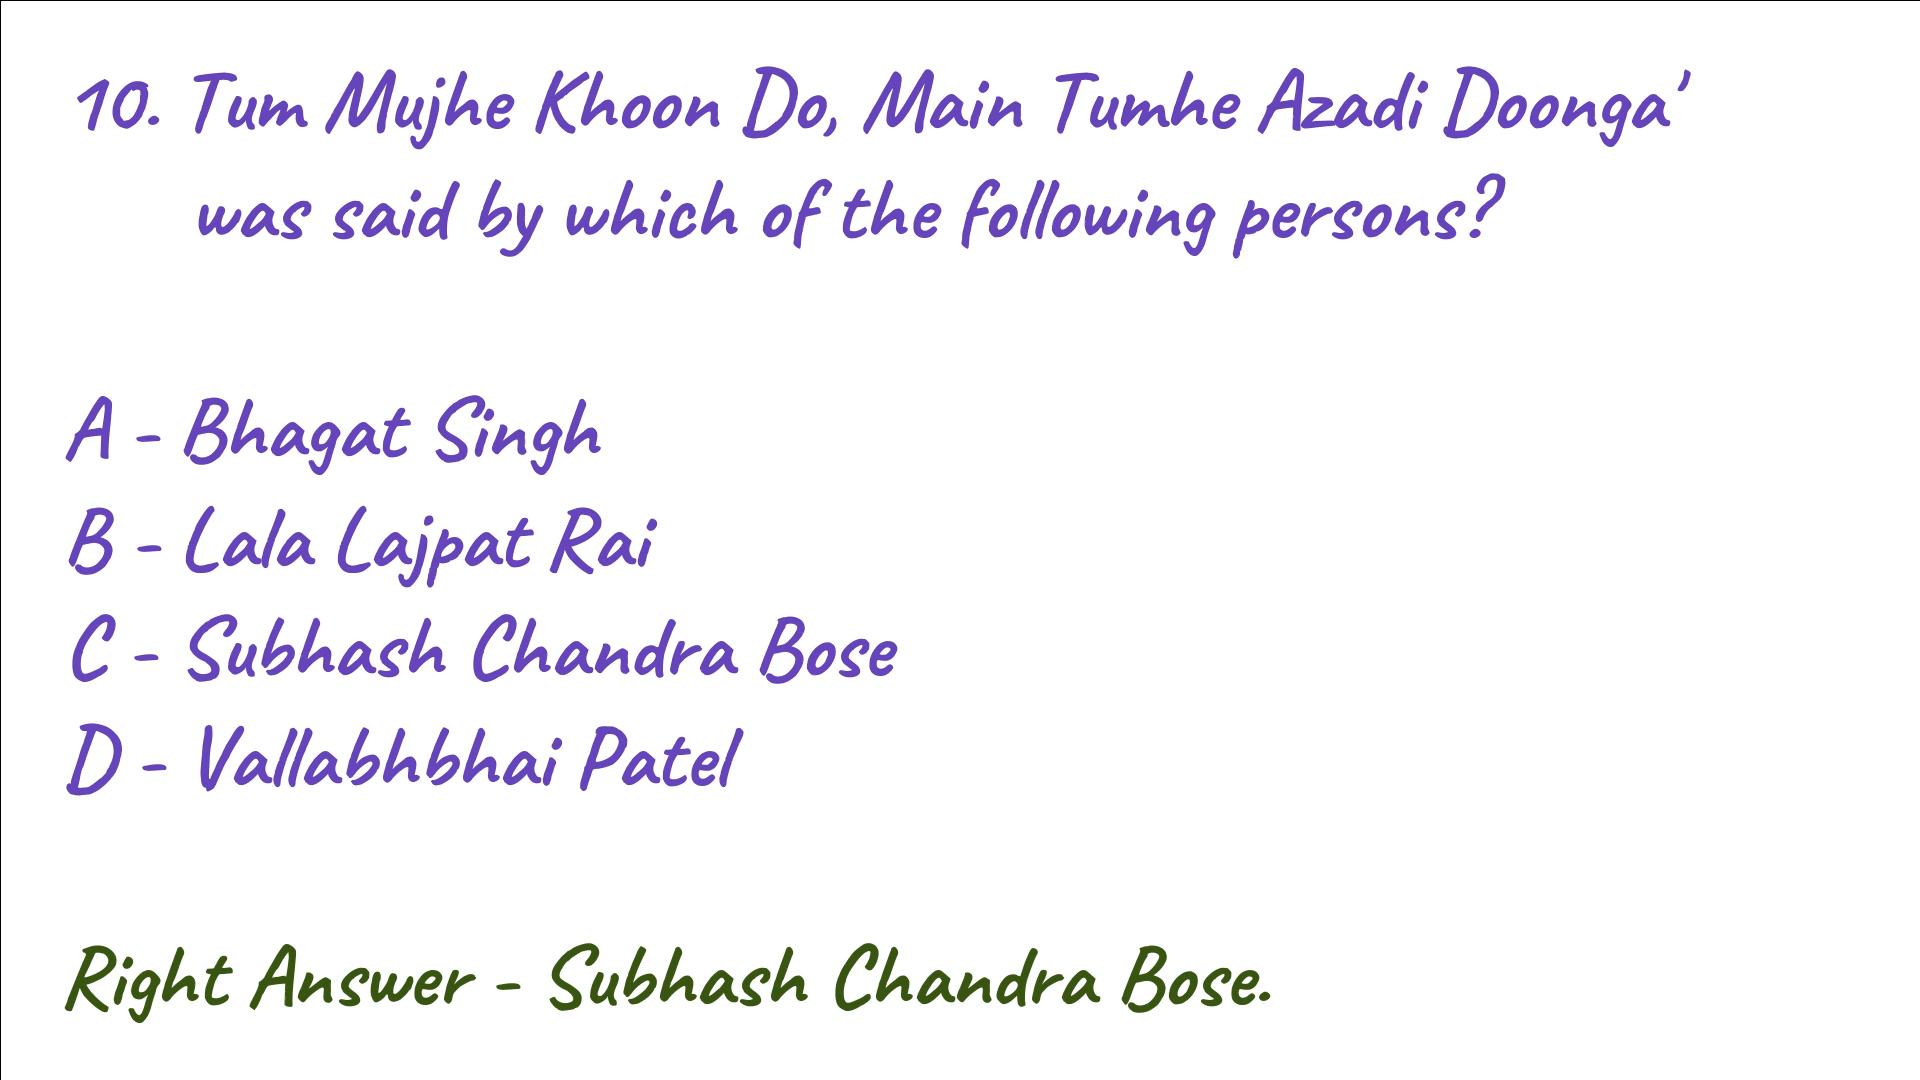 10. Tum Mujhe Khoon Do, Main Tumhe Azadi Doonga'
was said by which of the following persons?
A - Bhagat Singh
B - Lala Lajpat Rai
C - Subhash Chandra Bose
D - Vallabhbhai Patel
Right Answer - Subhash Chandra Bose.